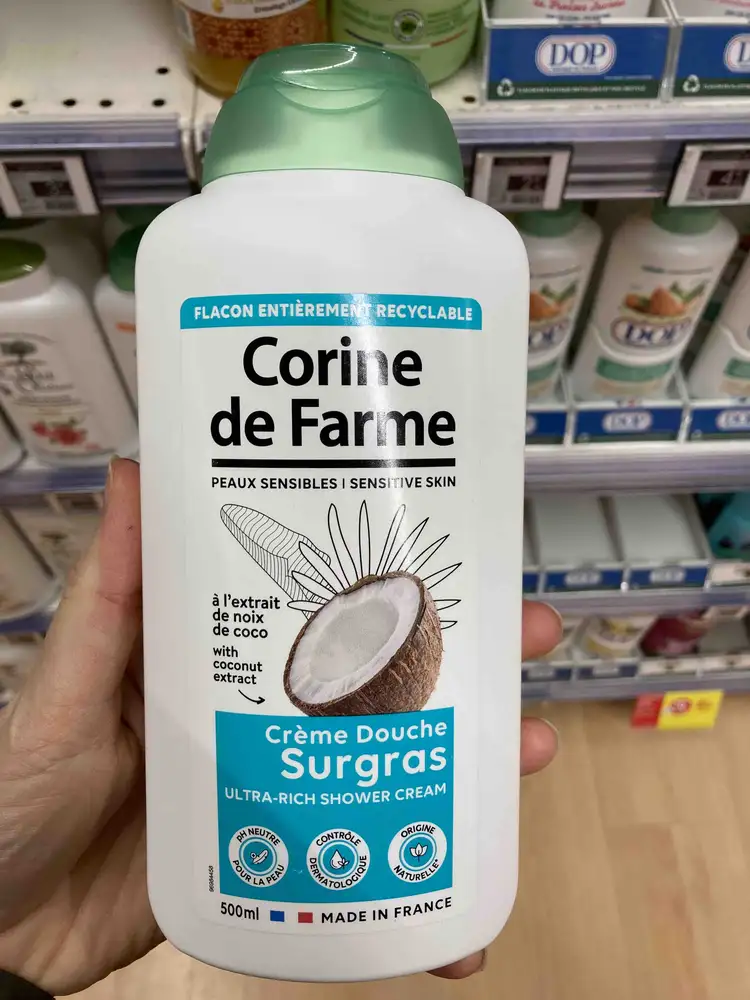 DOP
FLACON ENTIÈREMENT RECYCLABLE
Corine
de Farme
PEAUX SENSIBLES | SENSITIVE SKIN
à l'extrait
de noix
de coco
with
coconut
extract
Crème Douche
Surgras
ULTRA-RICH SHOWER CREAM
PH NEUTRE
POUR LA PEAU
CONTRÔLE
DERMATOLOGIQUE
ORIGINE
NATURELLE*
500ml
MADE IN FRANCE
DOP
DOP
DOP
DOP